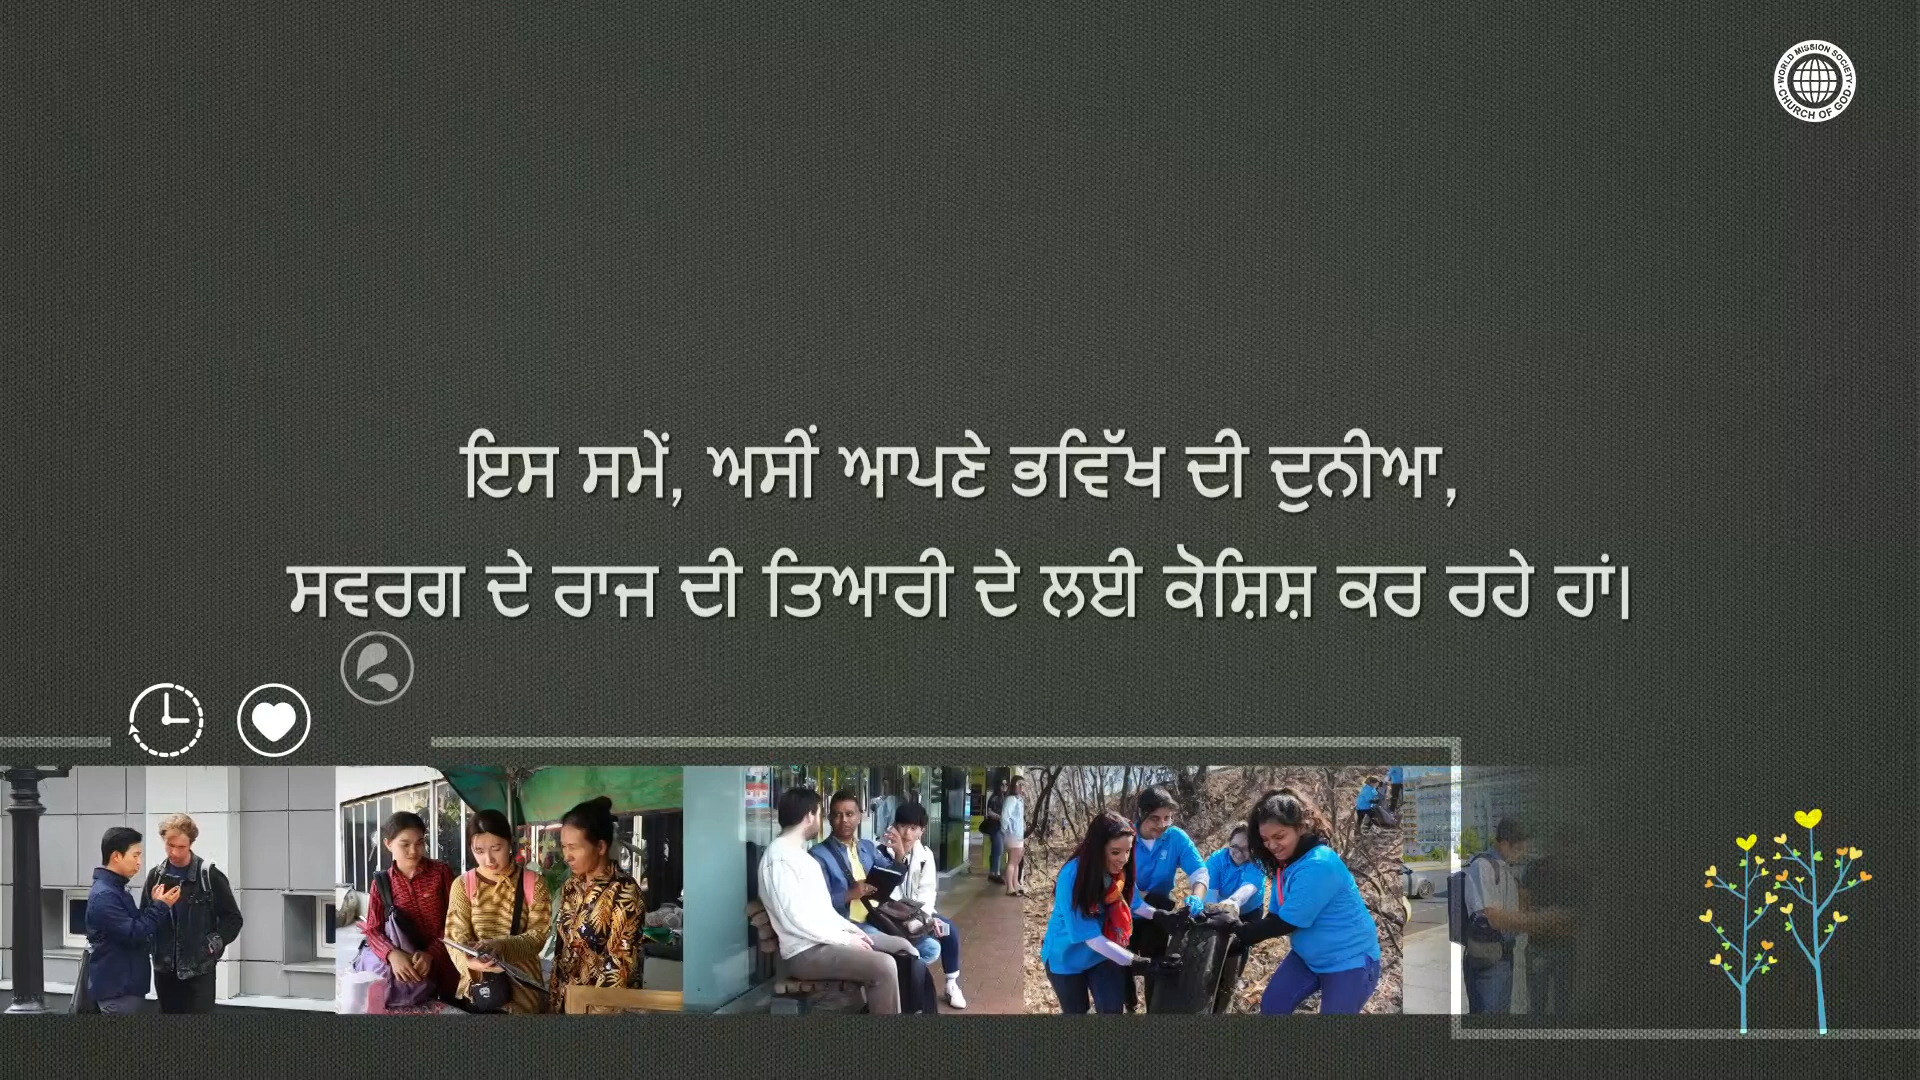 WORLD MISSION SOCIETY CHURCH OF GOD
ਇਸ ਸਮੇਂ, ਅਸੀਂ ਆਪਣੇ ਭਵਿੱਖ ਦੀ ਦੁਨੀਆ,
ਸਵਰਗ ਦੇ ਰਾਜ ਦੀ ਤਿਆਰੀ ਦੇ ਲਈ ਕੋਸ਼ਿਸ਼ ਕਰ ਰਹੇ ਹਾਂ।